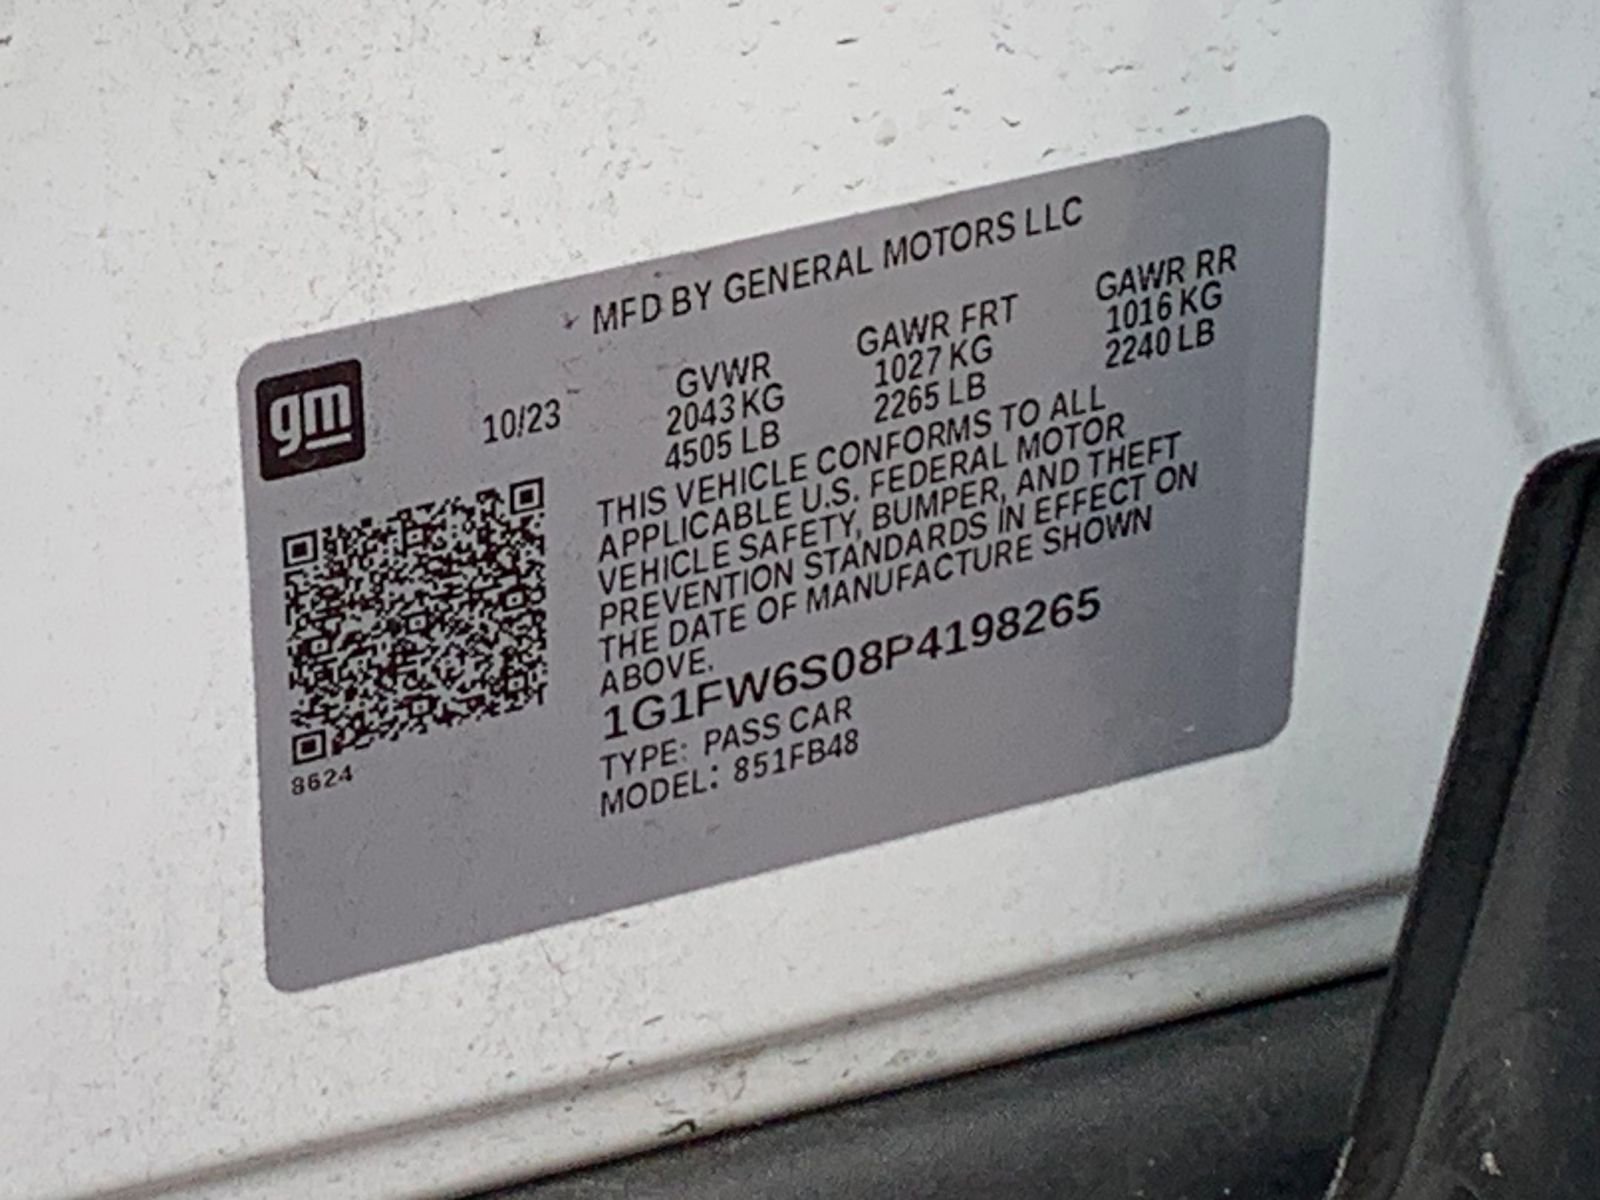 MFD BY GENERAL MOTORS LLC
gm
10/23
GVWR
2043 KG
4505 LB
GAWR FRT
1027 KG
2265 LB
GAWR RR
1016 KG
2240 LB
THIS VEHICLE CONFORMS TO ALL
APPLICABLE U.S. FEDERAL MOTOR
VEHICLE SAFETY, BUMPER, AND THEFT
PREVENTION STANDARDS IN EFFECT ON
THE DATE OF MANUFACTURE SHOWN
ABOVE.
1G1FW6S08P4198265
TYPE: PASS CAR
MODEL: 851FB48
8624